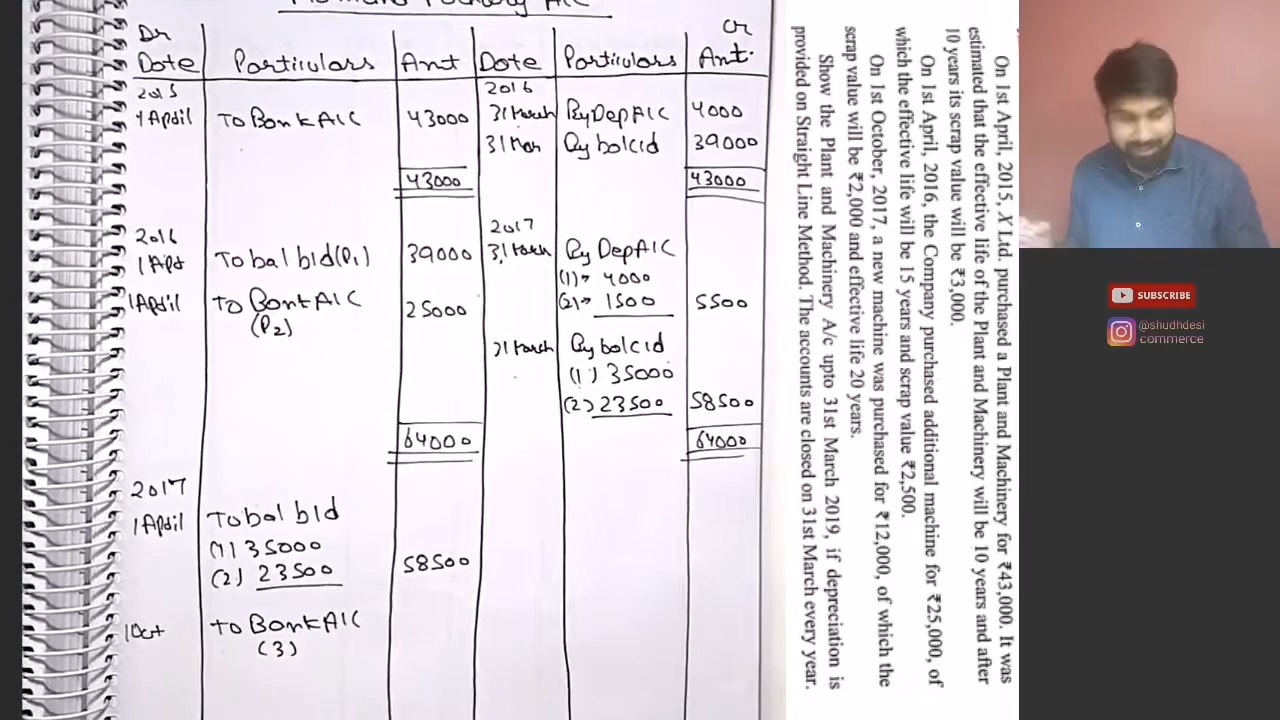 Dr
Cr
Date Particulars Amt Date Particulars Amt.
2015
2016
1 April To Bank A/C 43000 31 March By Dep A/C 4000
31 Mar By bal c/d 39000
43000 43000
2016
2017
1 Apr To bal b/d (P1) 39000 31 March By Dep A/C
(1)→ 4000
1 April To Bank A/C 25000 (2)→ 1500 5500
(P2)
31 March By bal c/d
(1) 35000
(2) 23500 58500
64000 64000
2017
1 April To bal b/d
(1) 35000
(2) 23500 58500
1 Oct To Bank A/C
(3)
On 1st April, 2015, X Ltd. purchased a Plant and Machinery for ₹43,000. It was
estimated that the effective life of the Plant and Machinery will be 10 years and after
10 years its scrap value will be ₹3,000.
On 1st April, 2016, the Company purchased additional machine for ₹25,000, of
which the effective life will be 15 years and scrap value ₹2,500.
On 1st October, 2017, a new machine was purchased for ₹12,000, of which the
scrap value will be ₹2,000 and effective life 20 years.
Show the Plant and Machinery A/c upto 31st March 2019, if depreciation is
provided on Straight Line Method. The accounts are closed on 31st March every year.
SUBSCRIBE
@shudhdesi
commerce